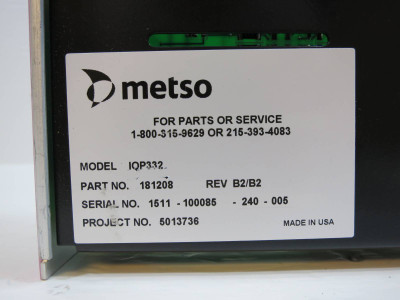 metso
FOR PARTS OR SERVICE
1-800-315-9629 OR 215-393-4083
MODEL IQP332
PART NO. 181208 REV B2/B2
SERIAL NO. 1511 -100085 - 240 - 005
PROJECT NO. 5013736 MADE IN USA